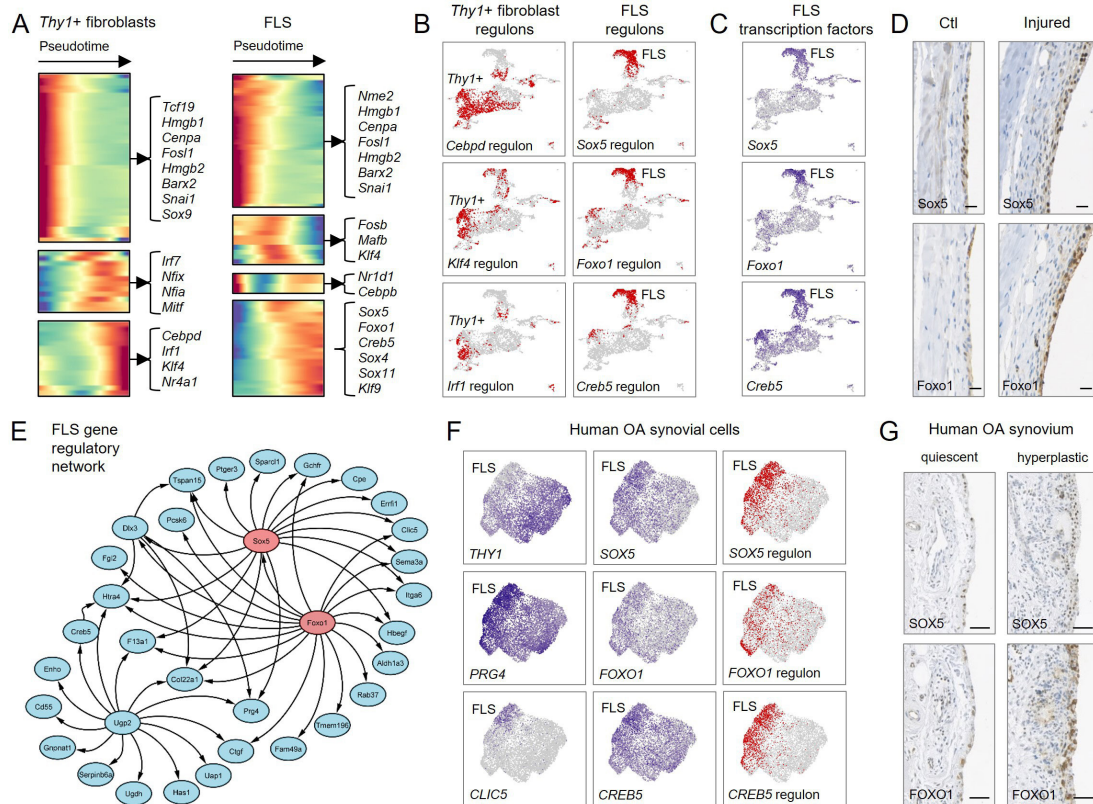 A
Thy1+ fibroblasts
Pseudotime
Tcf19
Hmgb1
Cenpa
Fosl1
Hmgb2
Barx2
Snai1
Sox9
Irf7
Nfix
Nfia
Mitf
Cebpd
Irf1
Klf4
Nr4a1
FLS
Pseudotime
Nme2
Hmgb1
Cenpa
Fosl1
Hmgb2
Barx2
Snai1
Fosb
Mafb
Klf4
Nr1d1
Cebpb
Sox5
Foxo1
Creb5
Sox4
Sox11
Klf9
B
Thy1+ fibroblast
regulons
FLS
regulons
Thy1+
Cebpd regulon
FLS
Sox5 regulon
Thy1+
Klf4 regulon
FLS
Foxo1 regulon
Thy1+
Irf1 regulon
FLS
Creb5 regulon
C
FLS
transcription factors
FLS
Sox5
FLS
Foxo1
FLS
Creb5
D
Ctl
Injured
Sox5
Sox5
Foxo1
Foxo1
E
FLS gene
regulatory
network
Sparcl1
Ptger3
Gchfr
Tspan15
Cpe
Errfi1
Pcsk6
Dlx3
Clic5
Sox5
Fgl2
Sema3a
Htra4
Itga6
Foxo1
Creb5
F13a1
Hbegf
Enho
Col22a1
Aldh1a3
Cd55
Prg4
Rab37
Ugp2
Tmem196
Gnpnat1
Ctgf
Fam49a
Serpinb6a
Uap1
Ugdh
Has1
F
Human OA synovial cells
FLS
THY1
FLS
SOX5
FLS
SOX5 regulon
FLS
PRG4
FLS
FOXO1
FLS
FOXO1 regulon
FLS
CLIC5
FLS
CREB5
FLS
CREB5 regulon
G
Human OA synovium
quiescent
hyperplastic
SOX5
SOX5
FOXO1
FOXO1